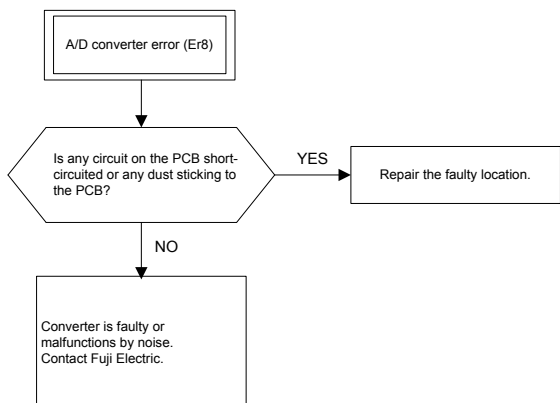 A/D converter error (Er8)
Is any circuit on the PCB short-
circuited or any dust sticking to
the PCB?
YES
Repair the faulty location.
NO
Converter is faulty or
malfunctions by noise.
Contact Fuji Electric.